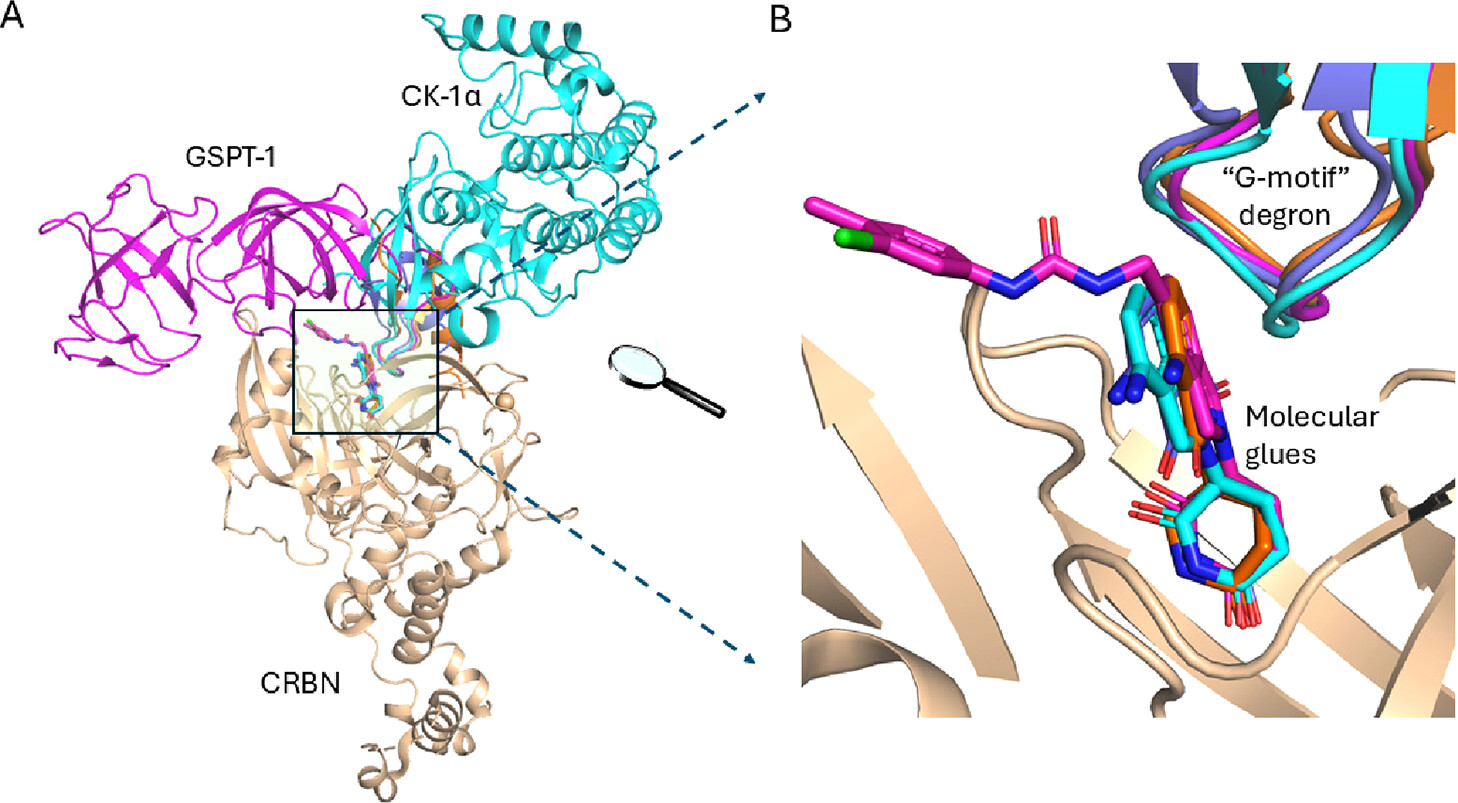 A
CK-1α
GSPT-1
CRBN
B
“G-motif”
degron
Molecular
glues